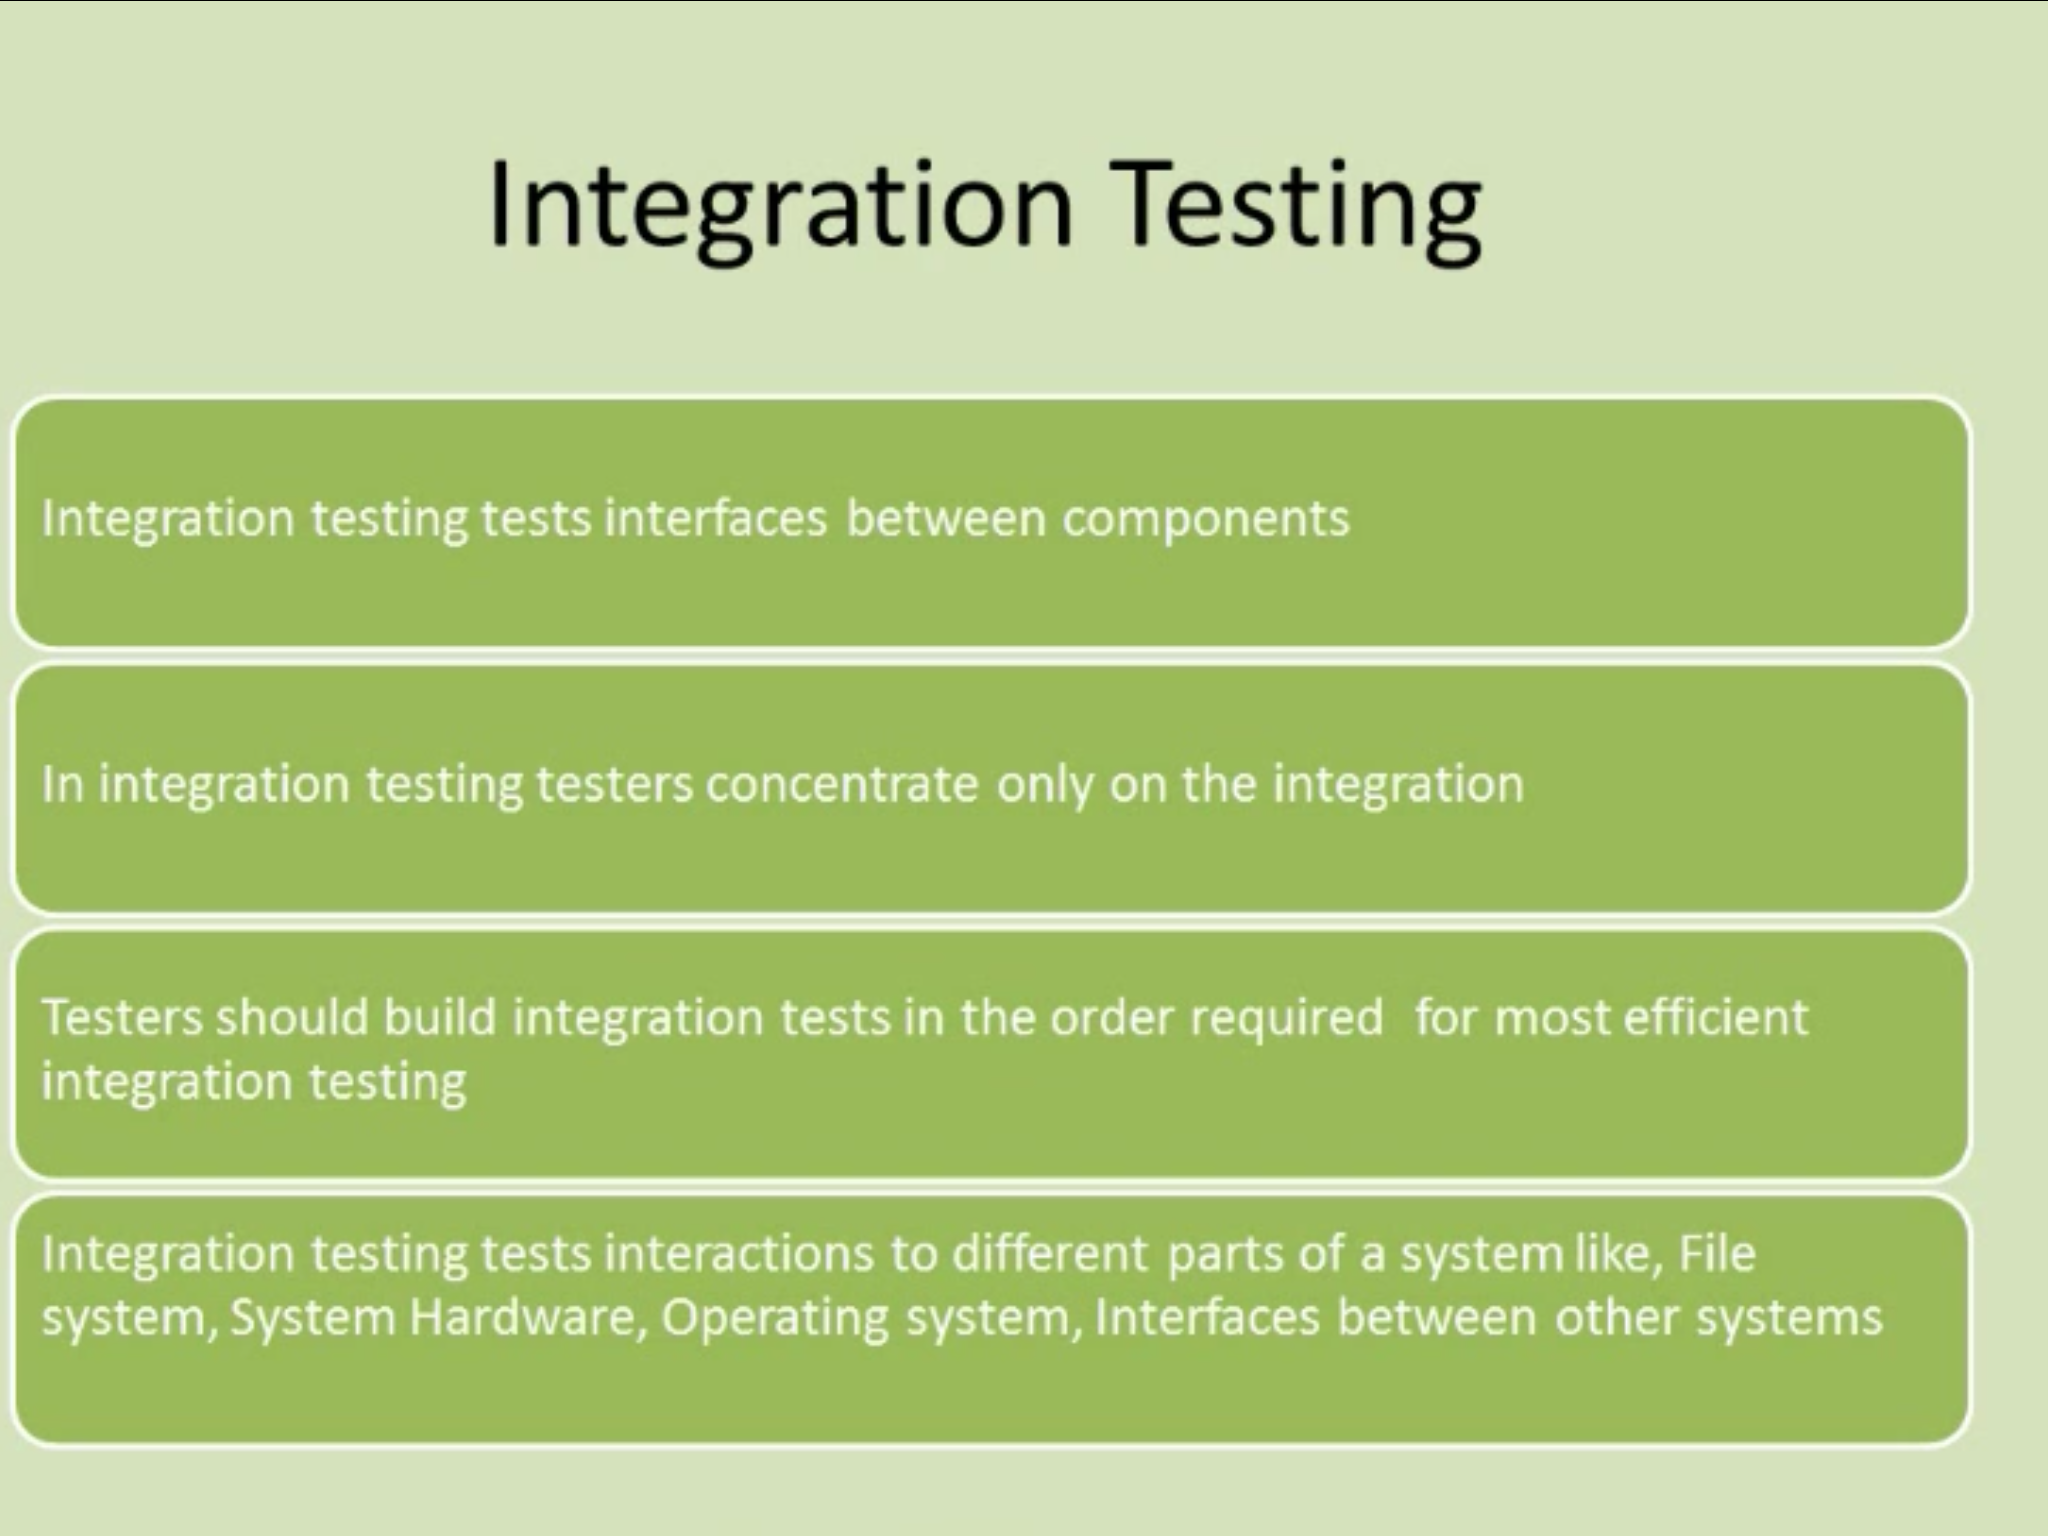 Integration Testing
Integration testing tests interfaces between components
In integration testing testers concentrate only on the integration
Testers should build integration tests in the order required  for most efficient
integration testing
Integration testing tests interactions to different parts of a system like, File
system, System Hardware, Operating system, Interfaces between other systems